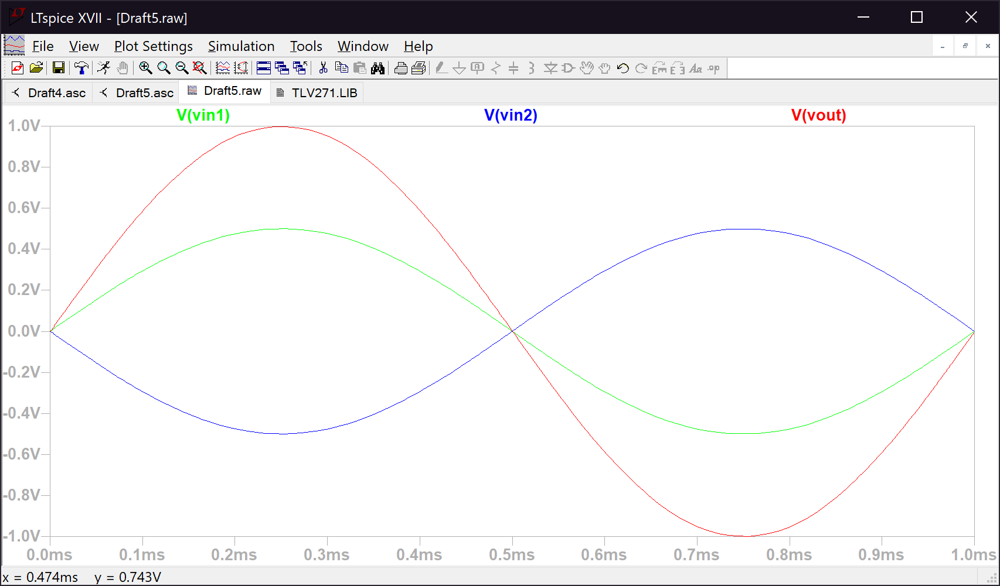 LTspice XVII - [Draft5.raw]
File View Plot Settings Simulation Tools Window Help
Draft4.asc Draft5.asc Draft5.raw TLV271.LIB
V(vin1) V(vin2) V(vout)
1.0V
0.8V
0.6V
0.4V
0.2V
0.0V
-0.2V
-0.4V
-0.6V
-0.8V
-1.0V
0.0ms 0.1ms 0.2ms 0.3ms 0.4ms 0.5ms 0.6ms 0.7ms 0.8ms 0.9ms 1.0ms
x = 0.474ms y = 0.743V